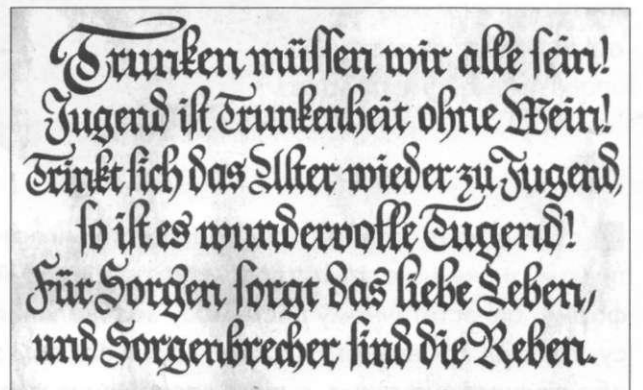 Trunken müssen wir alle sein!
Jugend ist Trunkenheit ohne Wein!
Trinkt sich das Alter wieder zu Jugend,
so ist es wundervolle Tugend!
Für Sorgen sorgt das liebe Leben,
und Sorgenbrecher sind die Reben.